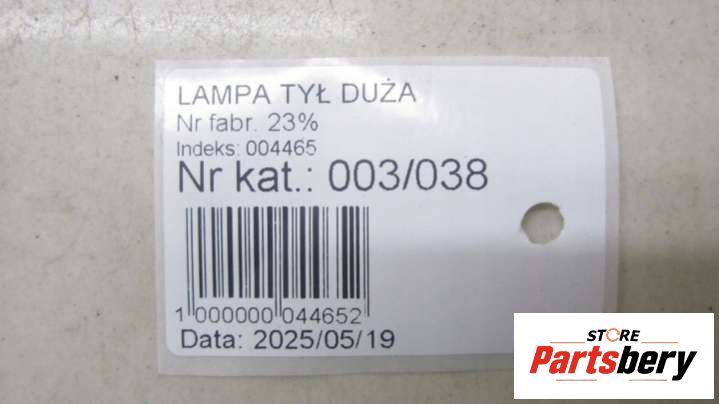 LAMPA TYŁ DUŻA
Nr fabr. 23%
Indeks: 004465
Nr kat.: 003/038
1 000000 044652
Data: 2025/05/19
STORE
Partsbery